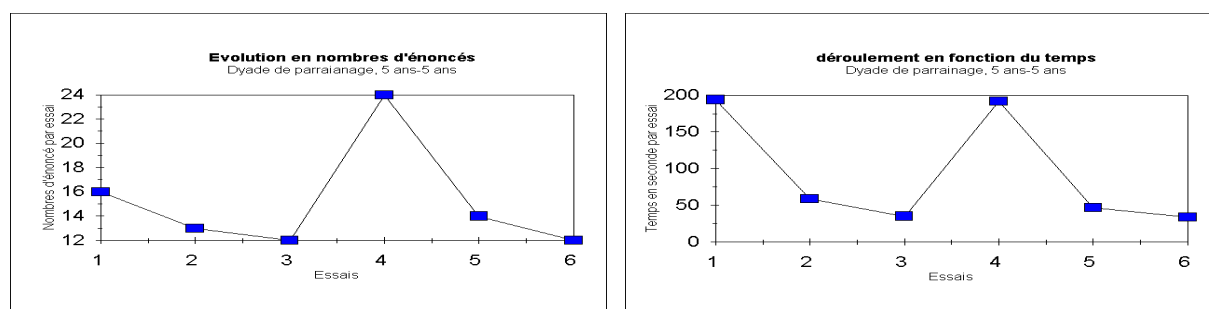 Evolution en nombres d'énoncés
Dyade de parraianage, 5 ans-5 ans
Nombres d'énoncé par essai
24
22
20
18
16
14
12
1 2 3 4 5 6
Essais
déroulement en fonction du temps
Dyade de parrainage, 5 ans-5 ans
Temps en seconde par essai
200
150
100
50
0
1 2 3 4 5 6
Essais